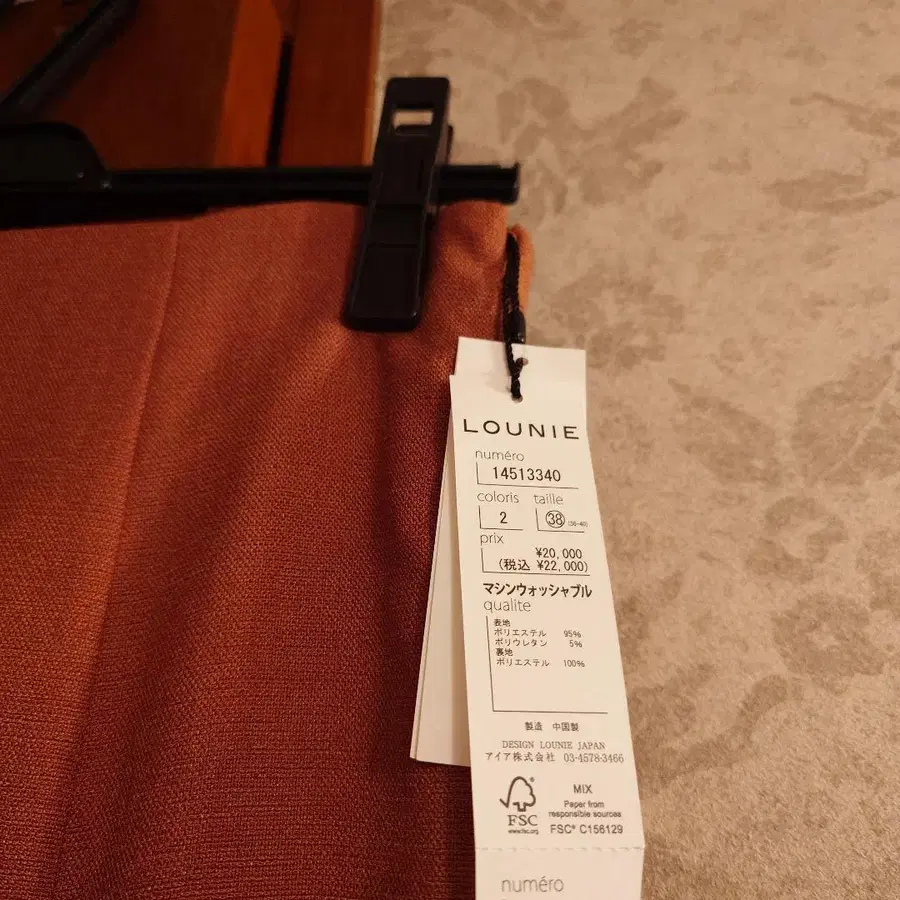 LOUNIE
numéro
14513340
coloris taille
2 38 (36-40)
prix
¥20,000
(税込 ¥22,000)
マシンウォッシャブル
qualite
表地
ポリエステル 95%
ポリウレタン 5%
裏地
ポリエステル 100%
製造 中国製
DESIGN LOUNIE JAPAN
アイア株式会社 03-4578-3466
FSC
www.fsc.org
MIX
Paper from
responsible sources
FSC® C156129
numéro